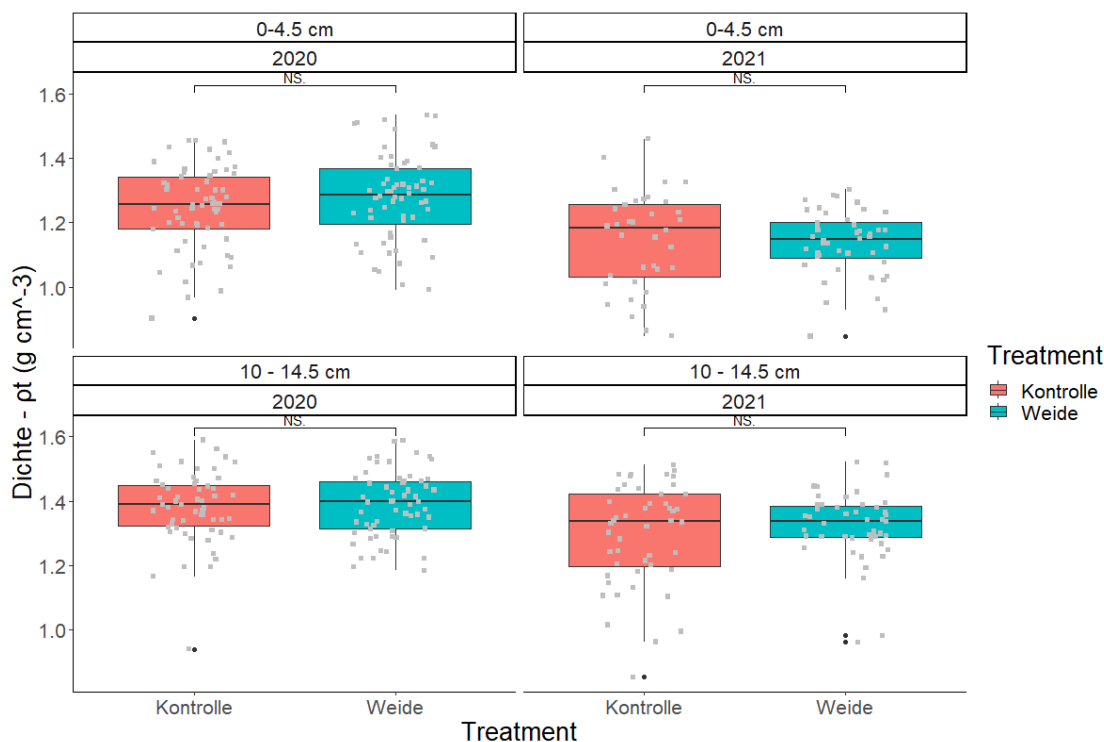 0-4.5 cm
0-4.5 cm
2020
2021
NS.
NS.
1.6
1.4
1.2
1.0
10 - 14.5 cm
10 - 14.5 cm
2020
2021
NS.
NS.
1.6
1.4
1.2
1.0
Dichte - ρt (g cm^-3)
Kontrolle
Weide
Kontrolle
Weide
Treatment
Treatment
Kontrolle
Weide